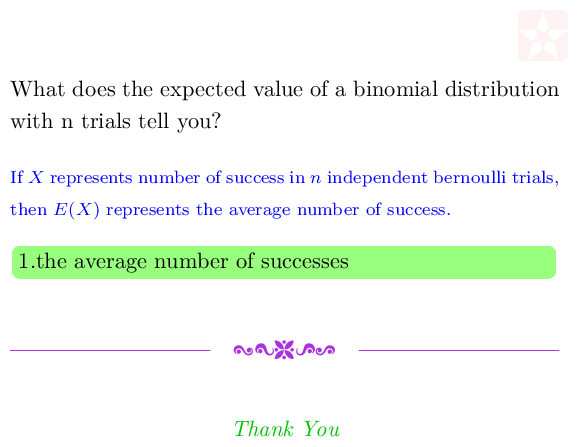 What does the expected value of a binomial distribution
with n trials tell you?
If X represents number of success in n independent bernoulli trials,
then E(X) represents the average number of success.
1.the average number of successes
Thank You